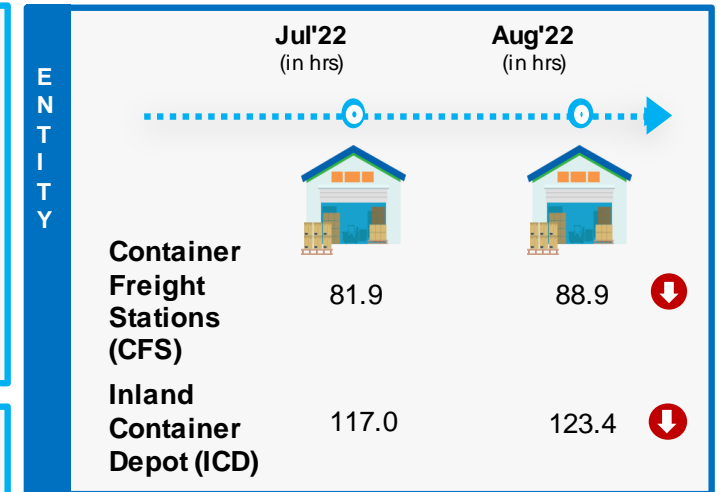 ENTITY
Jul'22
Aug'22
(in hrs)
(in hrs)
Container
Freight
Stations
(CFS)
81.9
88.9
Inland
Container
Depot (ICD)
117.0
123.4